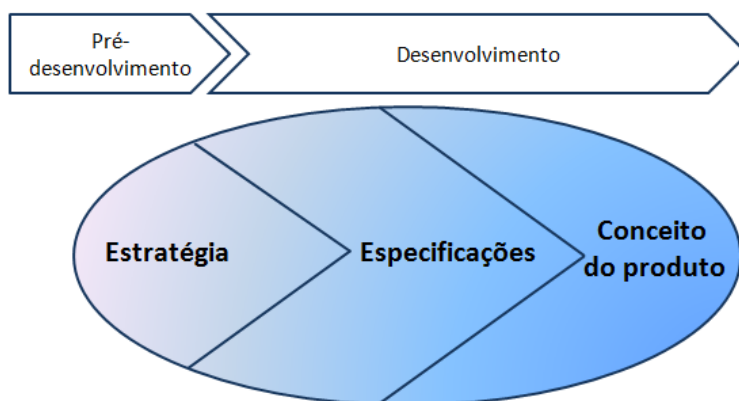 Pré-
desenvolvimento
Desenvolvimento
Estratégia
Especificações
Conceito
do produto